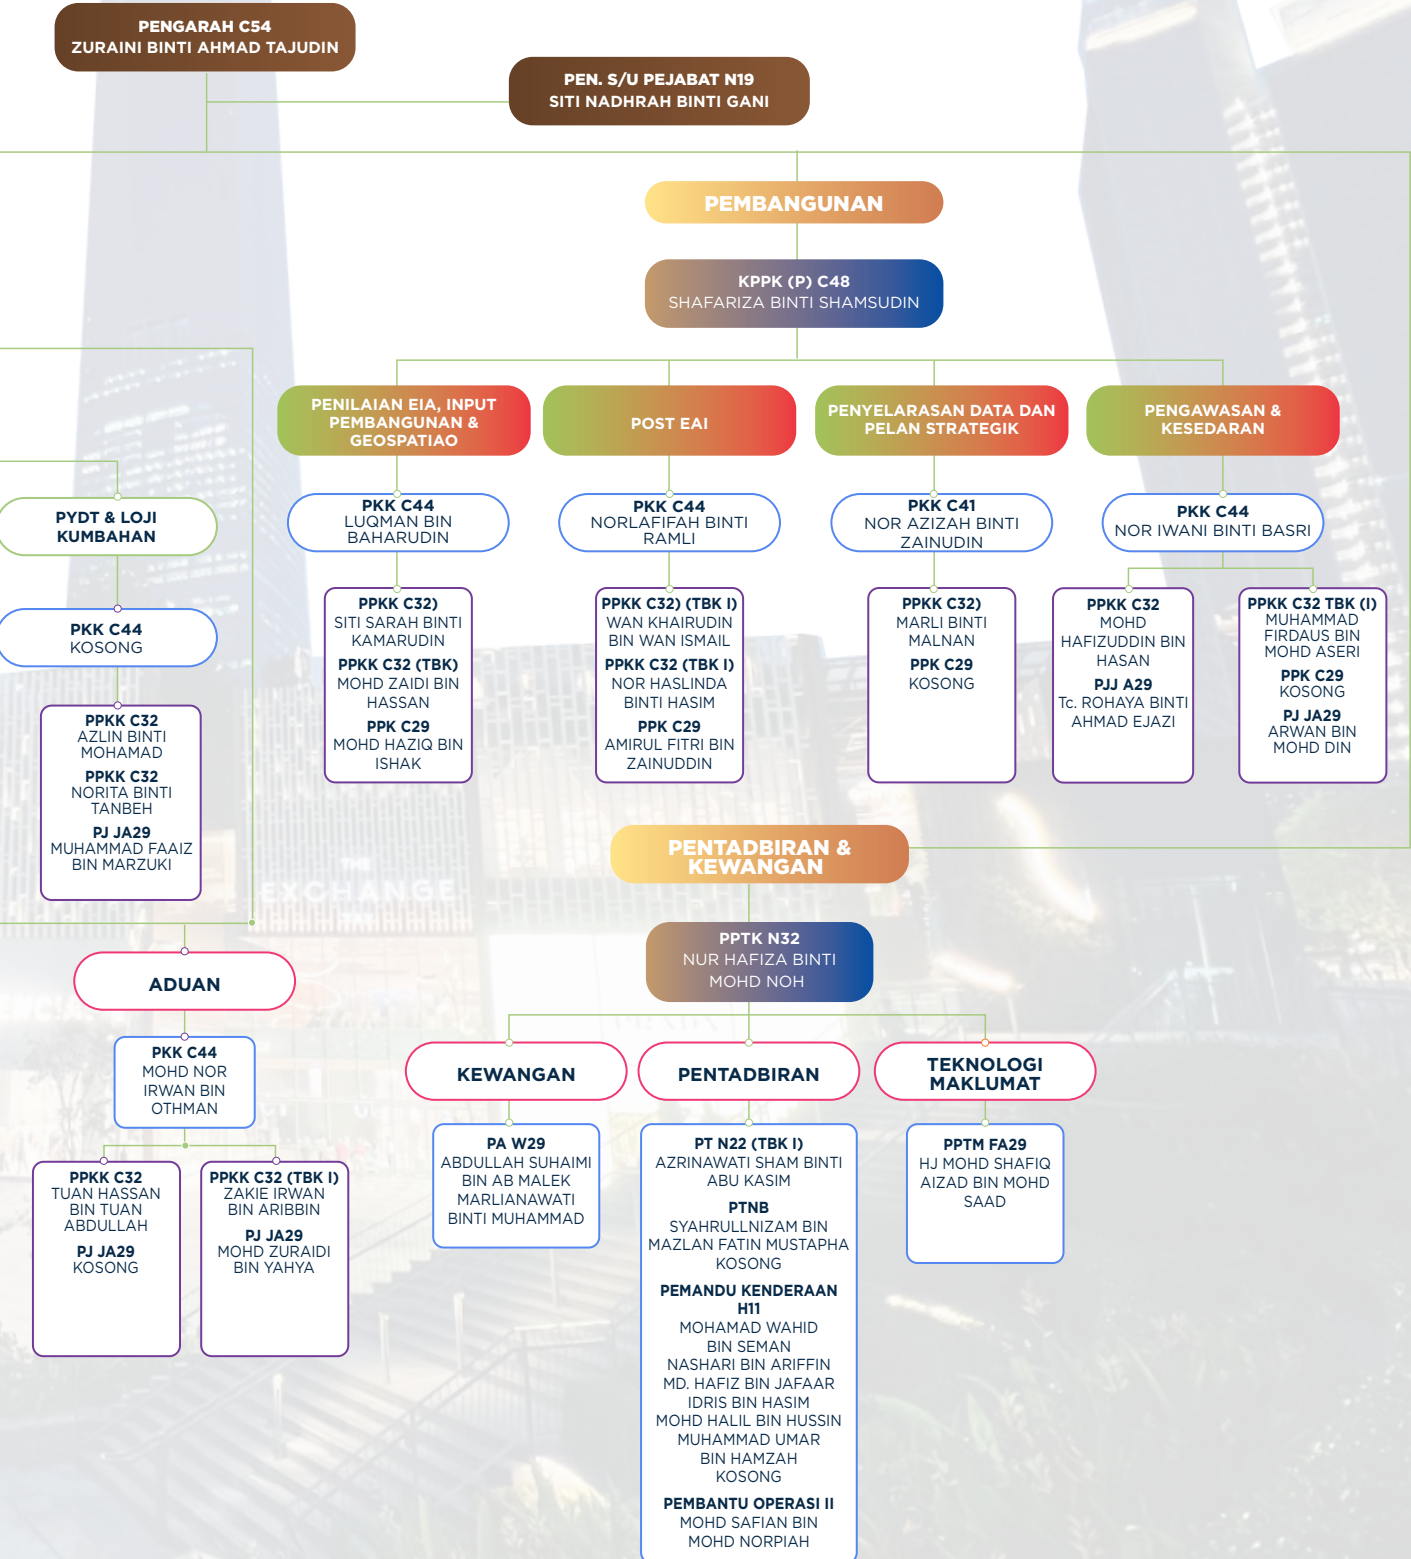 PENGARAH C54
ZURAINI BINTI AHMAD TAJUDIN
PEN. S/U PEJABAT N19
SITI NADHRAH BINTI GANI
PEMBANGUNAN
KPPK (P) C48
SHAFARIZA BINTI SHAMSUDIN
PENILAIAN EIA, INPUT
PEMBANGUNAN &
GEOSPATIAO
PKK C44
LUQMAN BIN
BAHARUDIN
PPKK C32)
SITI SARAH BINTI
KAMARUDIN
PPKK C32 (TBK)
MOHD ZAIDI BIN
HASSAN
PPK C29
MOHD HAZIQ BIN
ISHAK
POST EAI
PKK C44
NORLAFIFAH BINTI
RAMLI
PPKK C32) (TBK I)
WAN KHAIRUDIN
BIN WAN ISMAIL
PPKK C32 (TBK I)
NOR HASLINDA
BINTI HASIM
PPK C29
AMIRUL FITRI BIN
ZAINUDDIN
PENYELARASAN DATA DAN
PELAN STRATEGIK
PKK C41
NOR AZIZAH BINTI
ZAINUDIN
PPKK C32)
MARLI BINTI
MALNAN
PPK C29
KOSONG
PENGAWASAN &
KESEDARAN
PKK C44
NOR IWANI BINTI BASRI
PPKK C32
MOHD
HAFIZUDDIN BIN
HASAN
PJJ A29
Tc. ROHAYA BINTI
AHMAD EJAZI
PPKK C32 TBK (I)
MUHAMMAD
FIRDAUS BIN
MOHD ASERI
PPK C29
KOSONG
PJ JA29
ARWAN BIN
MOHD DIN
PYDT & LOJI
KUMBAHAN
PKK C44
KOSONG
PPKK C32
AZLIN BINTI
MOHAMAD
PPKK C32
NORITA BINTI
TANBEH
PJ JA29
MUHAMMAD FAAIZ
BIN MARZUKI
THE
EXCHANGE
ADUAN
PKK C44
MOHD NOR
IRWAN BIN
OTHMAN
PPKK C32
TUAN HASSAN
BIN TUAN
ABDULLAH
PJ JA29
KOSONG
PPKK C32 (TBK I)
ZAKIE IRWAN
BIN ARIBBIN
PJ JA29
MOHD ZURAIDI
BIN YAHYA
PENTADBIRAN &
KEWANGAN
PPTK N32
NUR HAFIZA BINTI
MOHD NOH
KEWANGAN
PA W29
ABDULLAH SUHAIMI
BIN AB MALEK
MARLIANAWATI
BINTI MUHAMMAD
PENTADBIRAN
PT N22 (TBK I)
AZRINAWATI SHAM BINTI
ABU KASIM
PTNB
SYAHRULLNIZAM BIN
MAZLAN FATIN MUSTAPHA
KOSONG
PEMANDU KENDERAAN
H11
MOHAMAD WAHID
BIN SEMAN
NASHARI BIN ARIFFIN
MD. HAFIZ BIN JAFAAR
IDRIS BIN HASIM
MOHD HALIL BIN HUSSIN
MUHAMMAD UMAR
BIN HAMZAH
KOSONG
PEMBANTU OPERASI II
MOHD SAFIAN BIN
MOHD NORPIAH
TEKNOLOGI
MAKLUMAT
PPTM FA29
HJ MOHD SHAFIQ
AIZAD BIN MOHD
SAAD